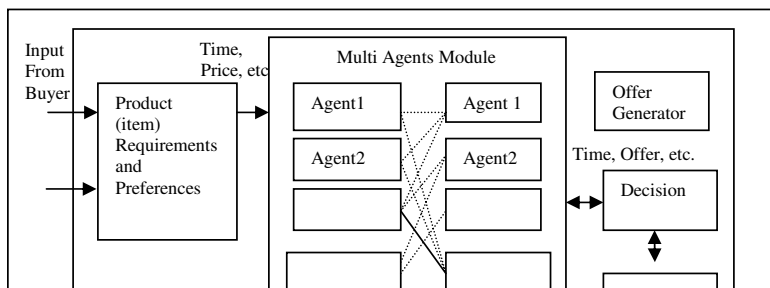 Input
From
Buyer
Time,
Price, etc
Product
(item)
Requirements
and
Preferences
Multi Agents Module
Agent1
Agent 1
Agent2
Agent2
Offer
Generator
Time, Offer, etc.
Decision